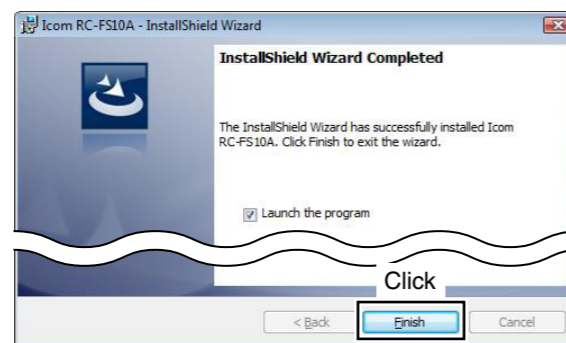 Icom RC-FS10A - InstallShield Wizard
InstallShield Wizard Completed
The InstallShield Wizard has successfully installed Icom
RC-FS10A. Click Finish to exit the wizard.
Launch the program
Click
< Back Finish Cancel